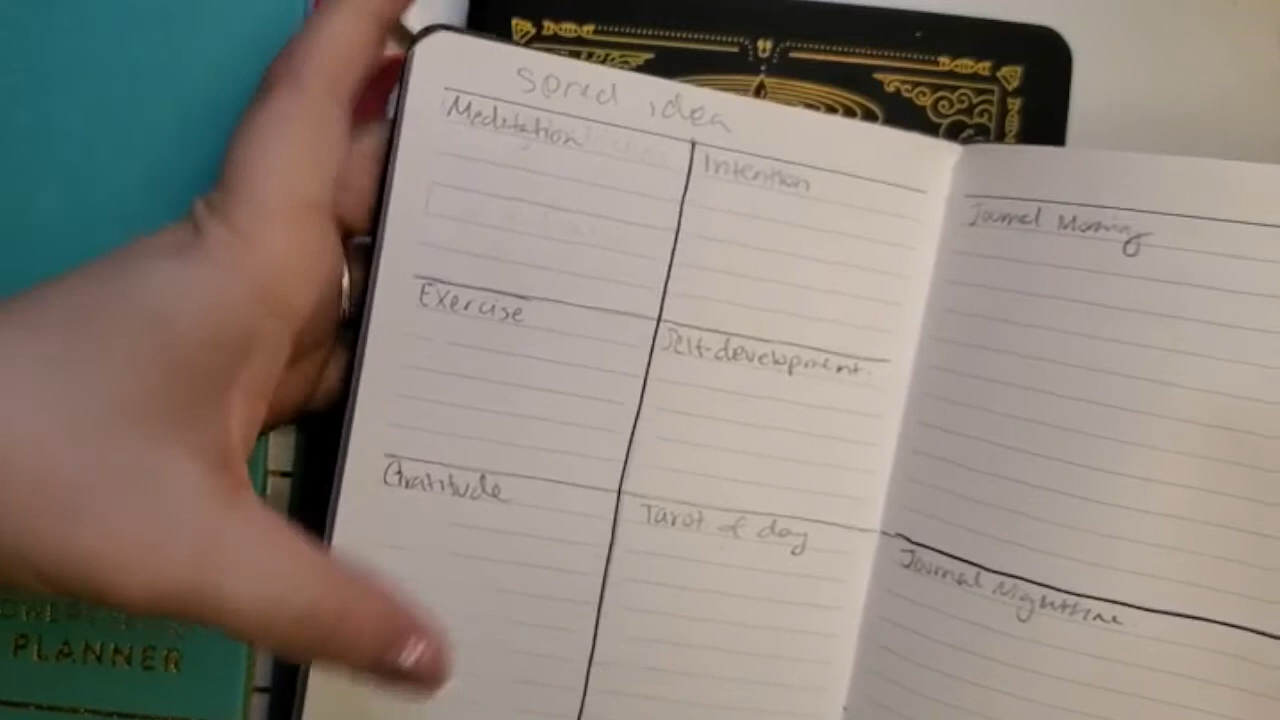 Spred idea
Meditation
Intention
Exercise
Self-development
Gratitude
Tarot of day
Journal Morning
Journal Nighttime
PLANNER